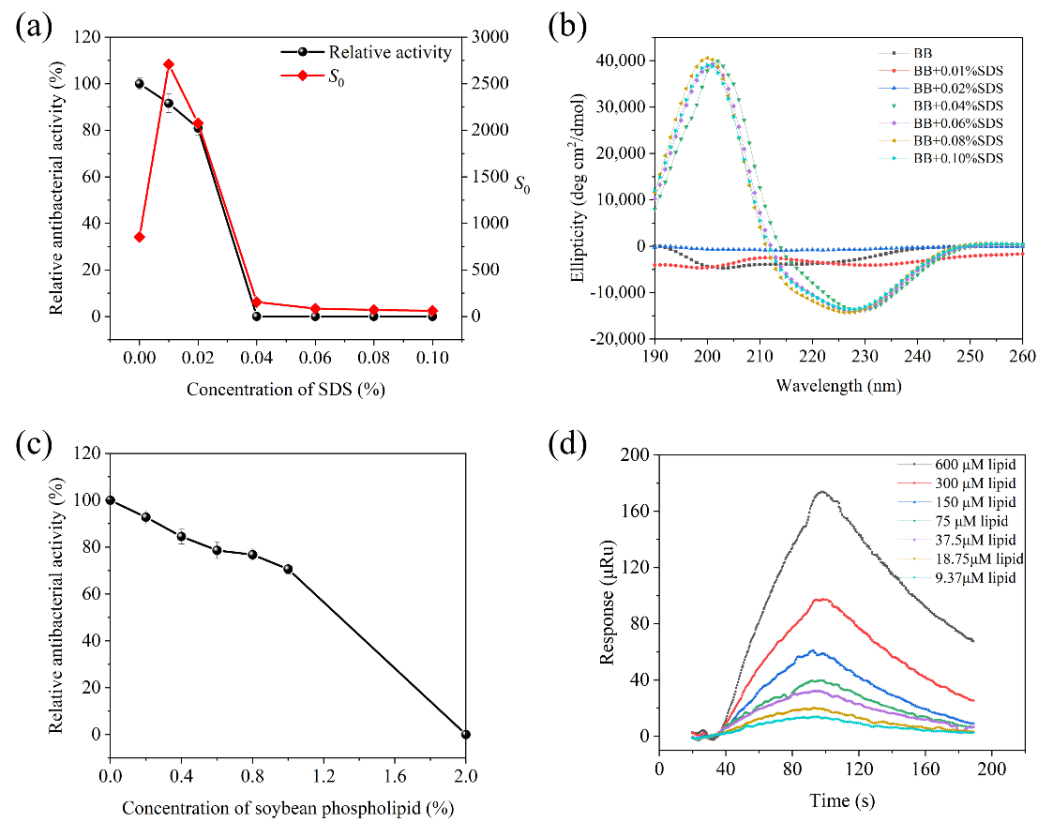 (a)
Relative antibacterial activity (%)
120
100
80
60
40
20
0
Relative activity
S0
3000
2500
2000
1500
1000
500
0
S0
0.00 0.02 0.04 0.06 0.08 0.10
Concentration of SDS (%)
(b)
Ellipticity (deg cm²/dmol)
40,000
30,000
20,000
10,000
0
-10,000
-20,000
BB
BB+0.01%SDS
BB+0.02%SDS
BB+0.04%SDS
BB+0.06%SDS
BB+0.08%SDS
BB+0.10%SDS
190 200 210 220 230 240 250 260
Wavelength (nm)
(c)
Relative antibacterial activity (%)
120
100
80
60
40
20
0
0.0 0.4 0.8 1.2 1.6 2.0
Concentration of soybean phospholipid (%)
(d)
Response (μRu)
200
160
120
80
40
0
600 μM lipid
300 μM lipid
150 μM lipid
75 μM lipid
37.5μM lipid
18.75μM lipid
9.37μM lipid
0 40 80 120 160 200
Time (s)